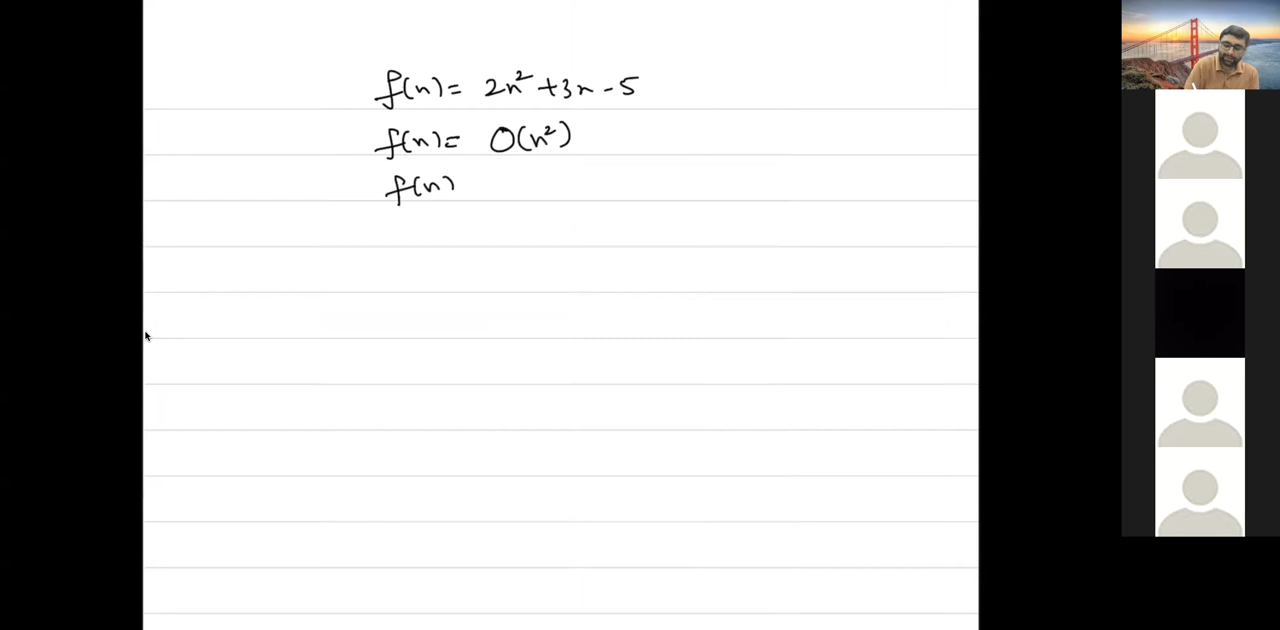 f(n) = 2n² + 3n - 5
f(n) = O(n²)
f(n)